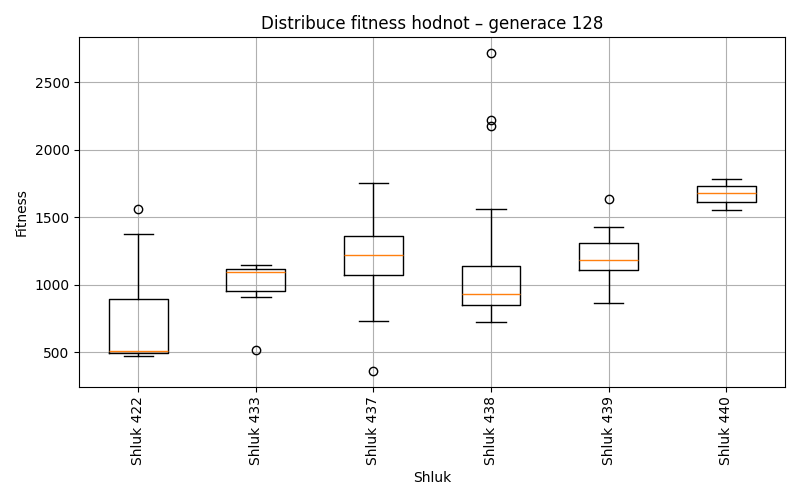 Distribuce fitness hodnot – generace 128
Fitness
2500
2000
1500
1000
500
Shluk 422
Shluk 433
Shluk 437
Shluk 438
Shluk 439
Shluk 440
Shluk